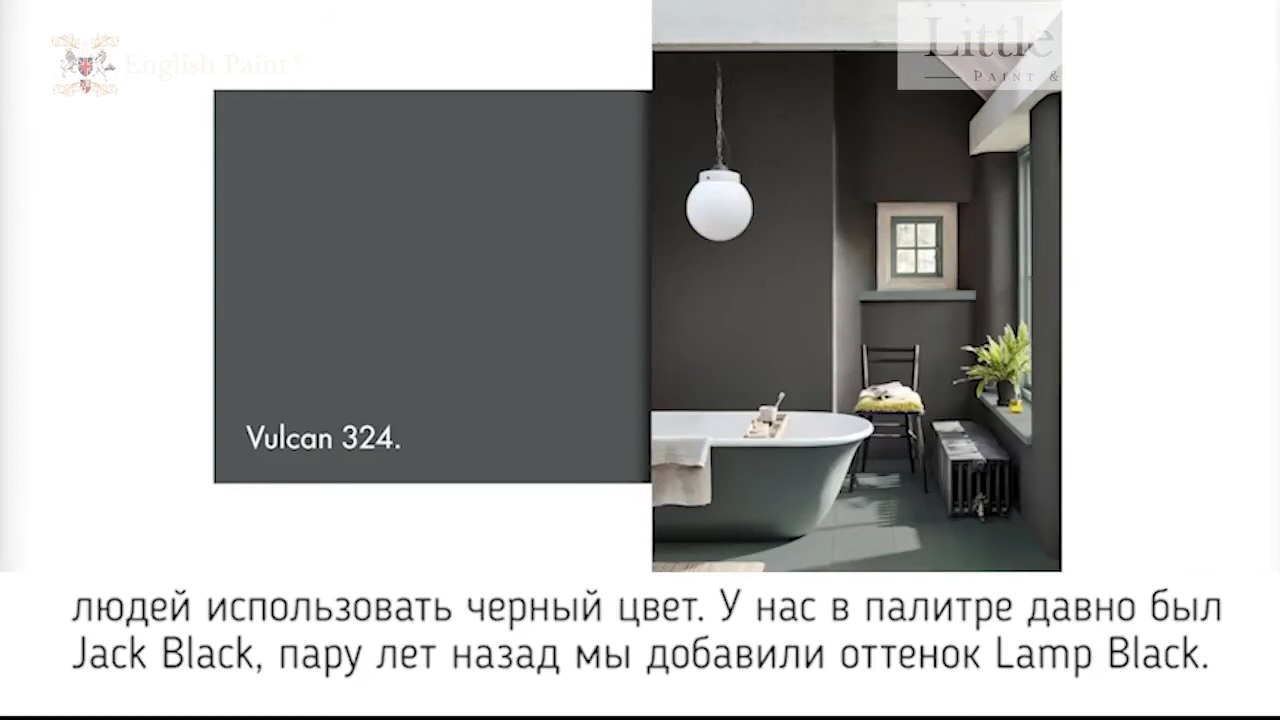 English Paint®
Little
PAINT &
Vulcan 324.
людей использовать черный цвет. У нас в палитре давно был
Jack Black, пару лет назад мы добавили оттенок Lamp Black.